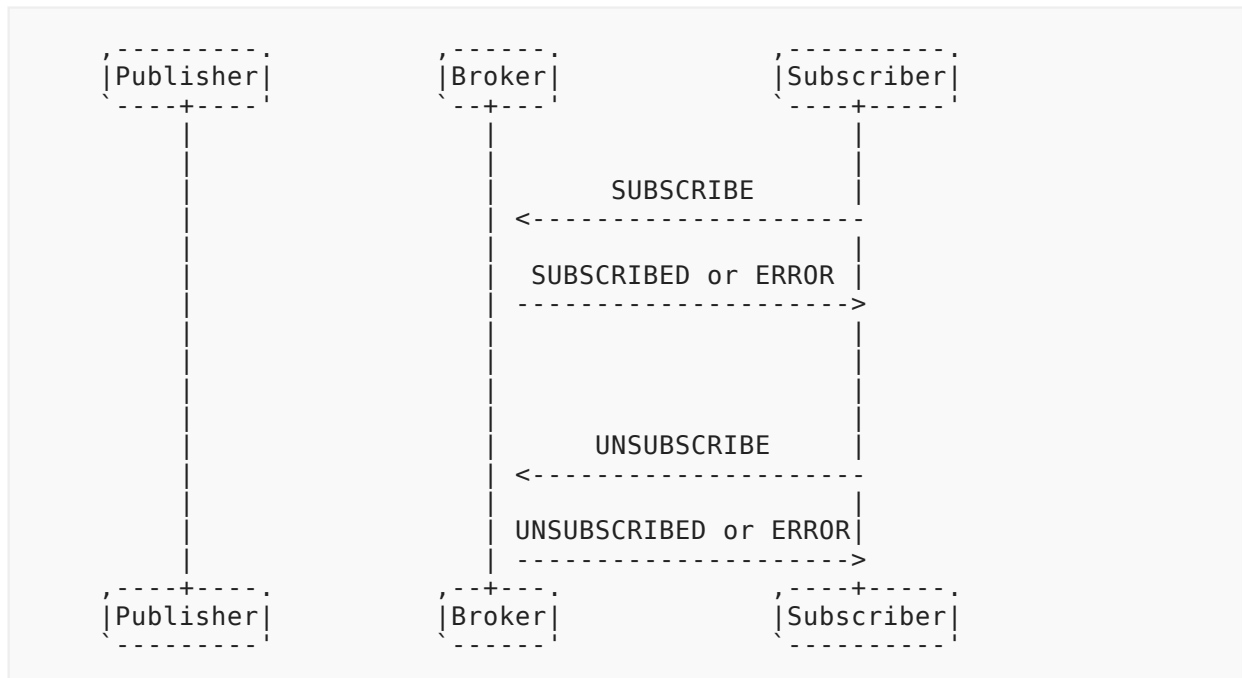 Publisher Broker Subscriber
SUBSCRIBE
SUBSCRIBED or ERROR
UNSUBSCRIBE
UNSUBSCRIBED or ERROR
Publisher Broker Subscriber